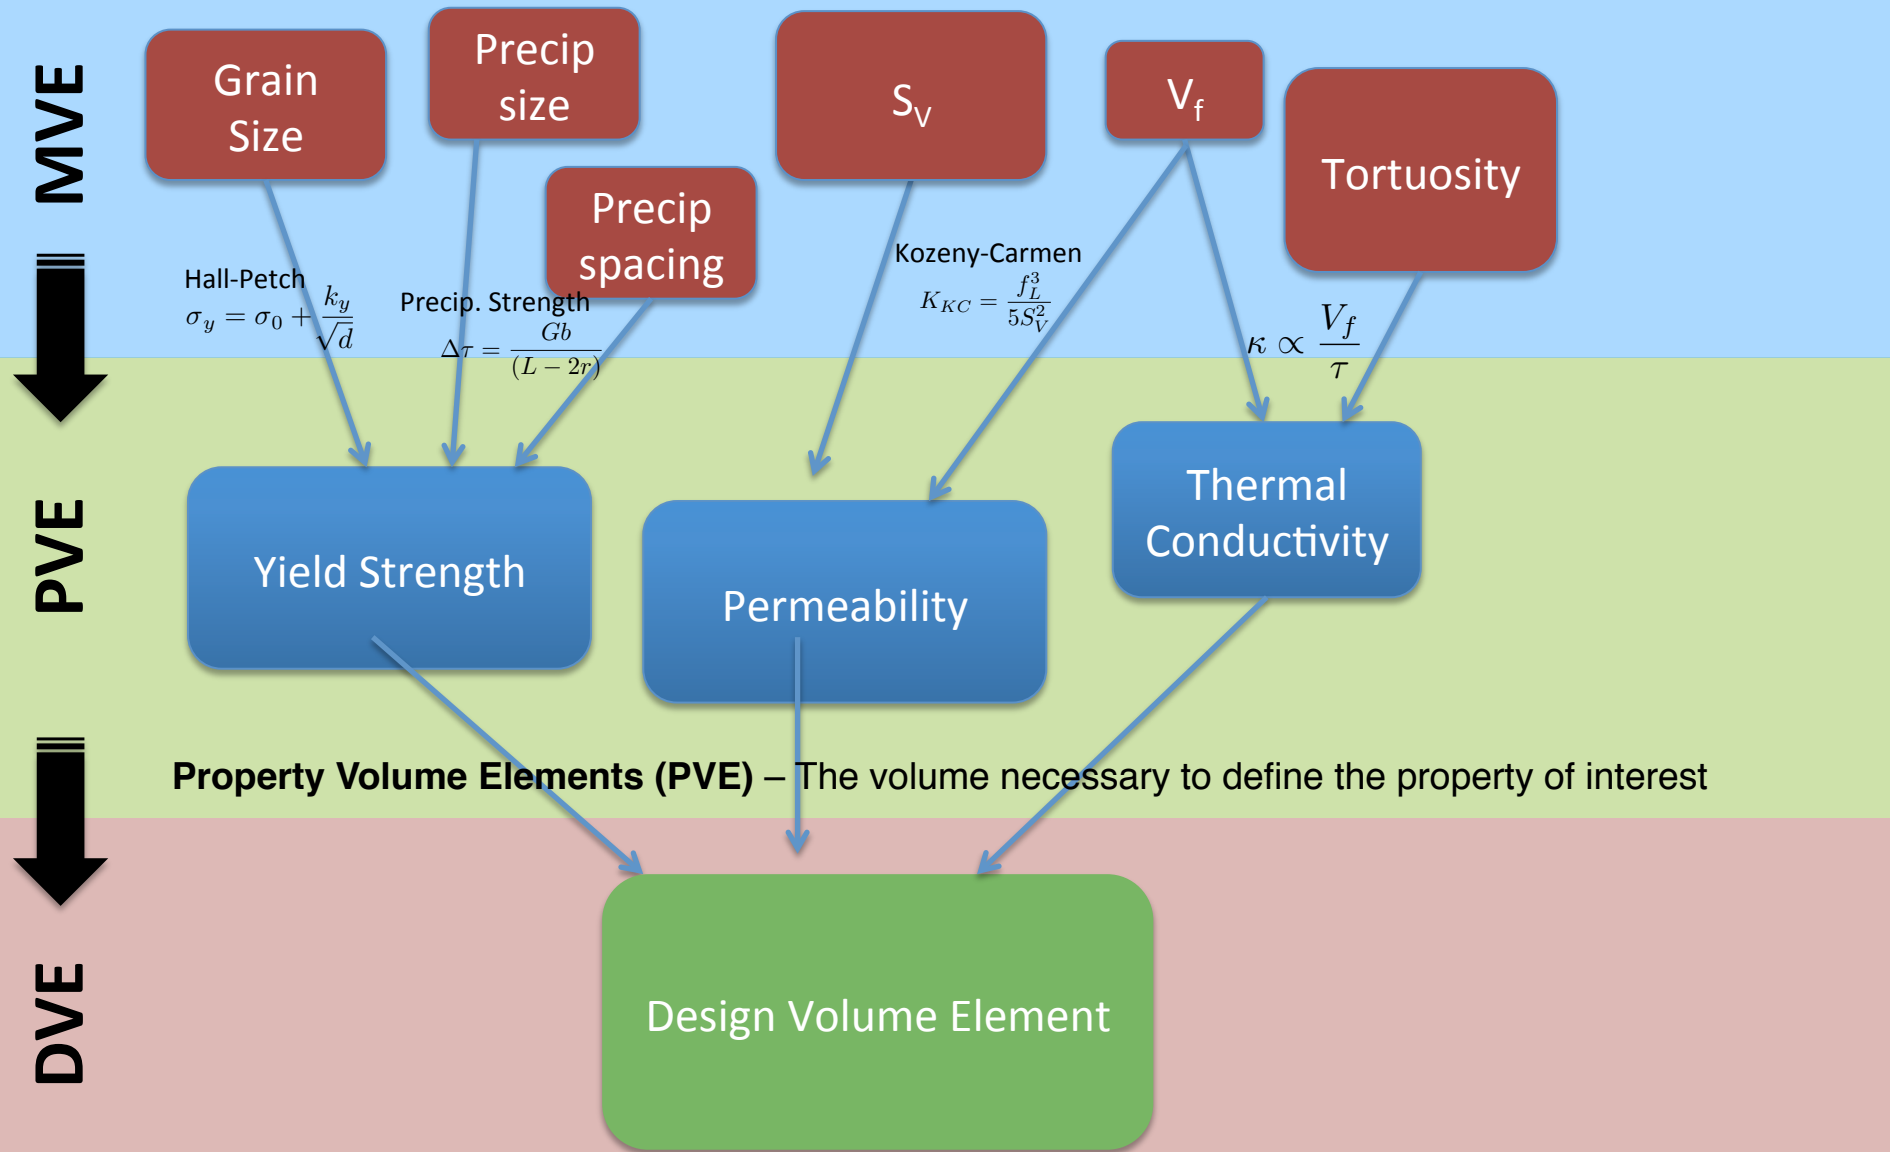 MVE
Grain
Size
Precip
size
Precip
spacing
S_V
V_f
Tortuosity
Hall-Petch
σ_y = σ_0 + k_y / √d
Precip. Strength
Δτ = Gb / (L − 2r)
Kozeny-Carmen
K_{KC} = f_L^3 / 5S_V^2
κ ∝ V_f / τ
PVE
Yield Strength
Permeability
Thermal
Conductivity
Property Volume Elements (PVE) – The volume necessary to define the property of interest
DVE
Design Volume Element